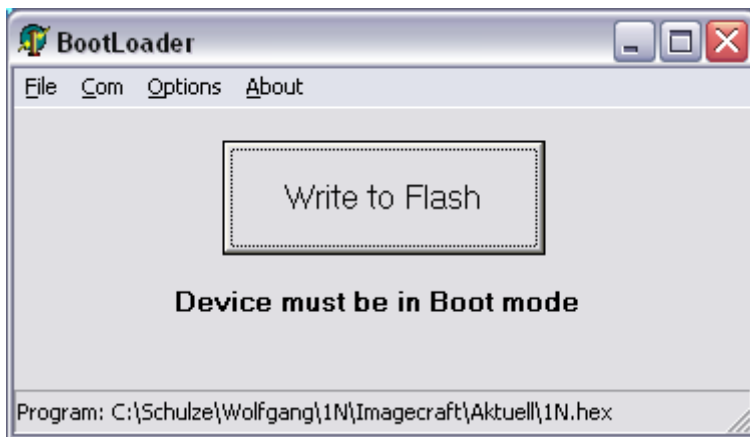 BootLoader
File Com Options About
Write to Flash
Device must be in Boot mode
Program: C:\Schulze\Wolfgang\1N\Imagecraft\Aktuell\1N.hex